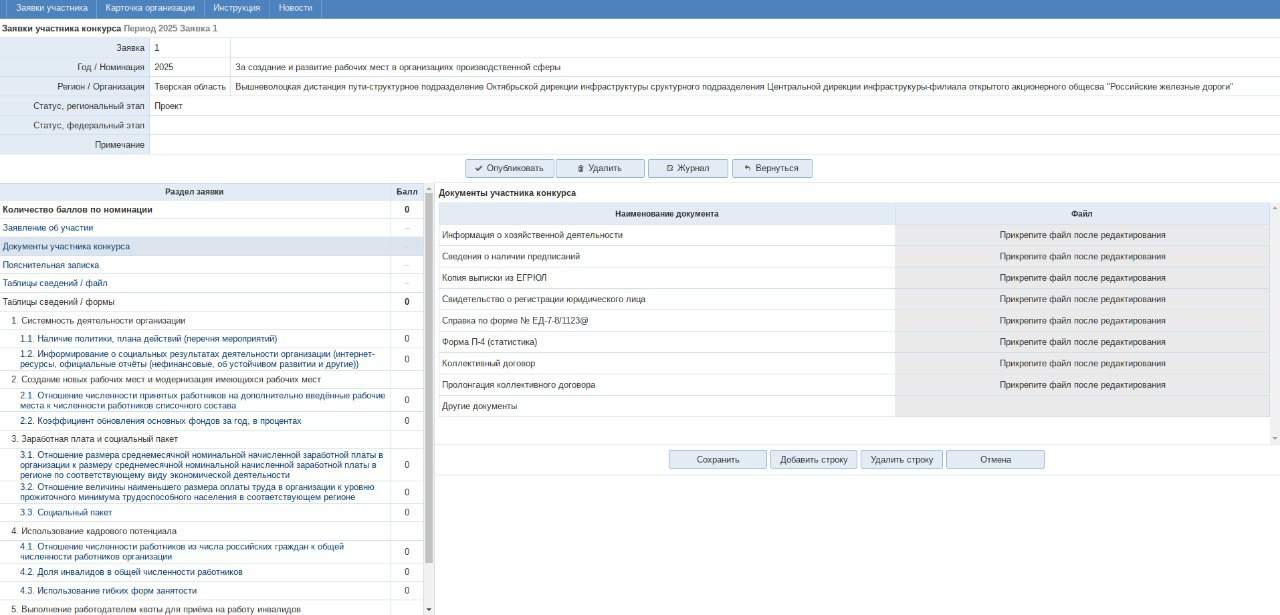 Заявки участника Карточка организации Инструкция Новости
Заявки участника конкурса Период 2025 Заявка 1
Заявка 1
Год / Номинация 2025 За создание и развитие рабочих мест в организациях производственной сферы
Регион / Организация Тверская область Вышневолоцкая дистанция пути-структурное подразделение Октябрьской дирекции инфраструктуры сруктурного подразделения Центральной дирекции инфраструкуры-филиала открытого акционерного общесва "Российские железные дороги"
Статус, региональный этап Проект
Статус, федеральный этап
Примечание
Опубликовать Удалить Журнал Вернуться
Раздел заявки Балл
Количество баллов по номинации 0
Заявление об участии –
Документы участника конкурса –
Пояснительная записка –
Таблицы сведений / файл –
Таблицы сведений / формы 0
1. Системность деятельности организации
1.1. Наличие политики, плана действий (перечня мероприятий) 0
1.2. Информирование о социальных результатах деятельности организации (интернет-
ресурсы, официальные отчёты (нефинансовые, об устойчивом развитии и другие)) 0
2. Создание новых рабочих мест и модернизация имеющихся рабочих мест
2.1. Отношение численности принятых работников на дополнительно введённые рабочие
места к численности работников списочного состава 0
2.2. Коэффициент обновления основных фондов за год, в процентах 0
3. Заработная плата и социальный пакет
3.1. Отношение размера среднемесячной номинальной начисленной заработной платы в
организации к размеру среднемесячной номинальной начисленной заработной платы в
регионе по соответствующему виду экономической деятельности 0
3.2. Отношение величины наименьшего размера оплаты труда в организации к уровню
прожиточного минимума трудоспособного населения в соответствующем регионе 0
3.3. Социальный пакет 0
4. Использование кадрового потенциала
4.1. Отношение численности работников из числа российских граждан к общей
численности работников организации 0
4.2. Доля инвалидов в общей численности работников 0
4.3. Использование гибких форм занятости 0
5. Выполнение работодателем квоты для приёма на работу инвалидов
Документы участника конкурса
Наименование документа Файл
Информация о хозяйственной деятельности Прикрепите файл после редактирования
Сведения о наличии предписаний Прикрепите файл после редактирования
Копия выписки из ЕГРЮЛ Прикрепите файл после редактирования
Свидетельство о регистрации юридического лица Прикрепите файл после редактирования
Справка по форме № ЕД-7-8/1123@ Прикрепите файл после редактирования
Форма П-4 (статистика) Прикрепите файл после редактирования
Коллективный договор Прикрепите файл после редактирования
Пролонгация коллективного договора Прикрепите файл после редактирования
Другие документы
Сохранить Добавить строку Удалить строку Отмена